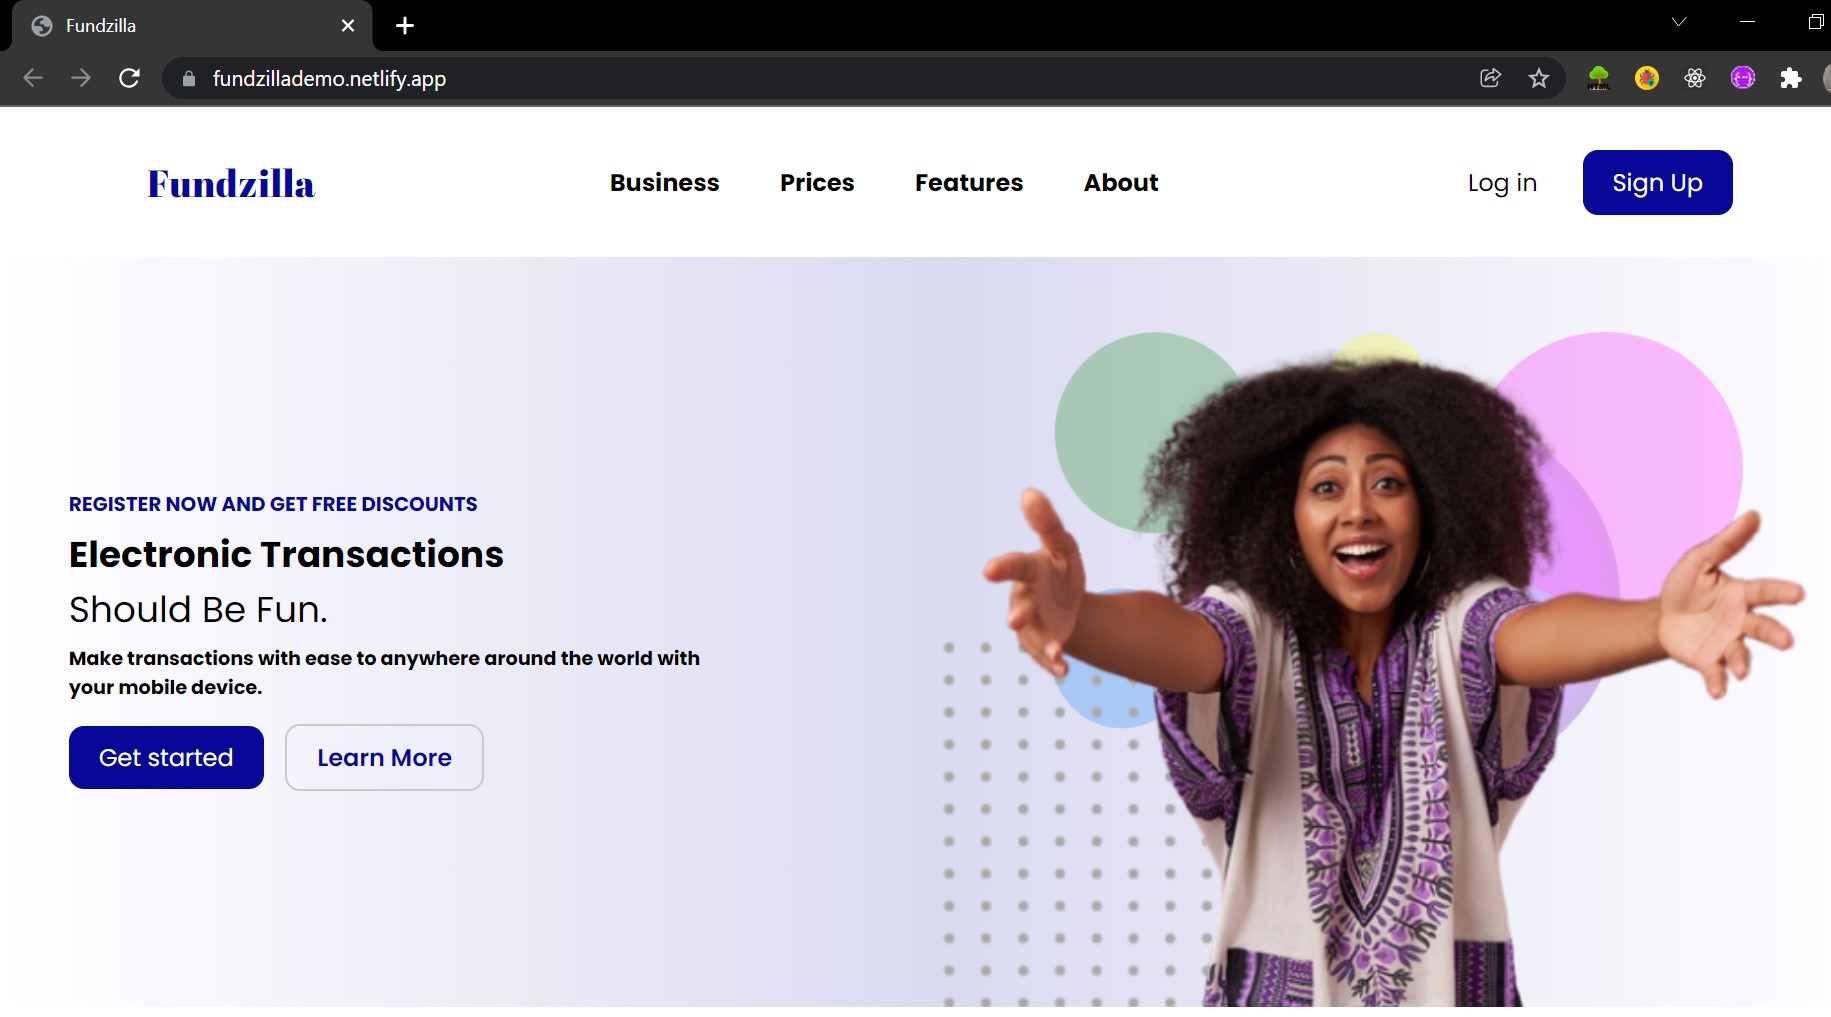 Fundzilla
fundzillademo.netlify.app
Fundzilla
Business
Prices
Features
About
Log in
Sign Up
REGISTER NOW AND GET FREE DISCOUNTS
Electronic Transactions
Should Be Fun.
Make transactions with ease to anywhere around the world with
your mobile device.
Get started
Learn More